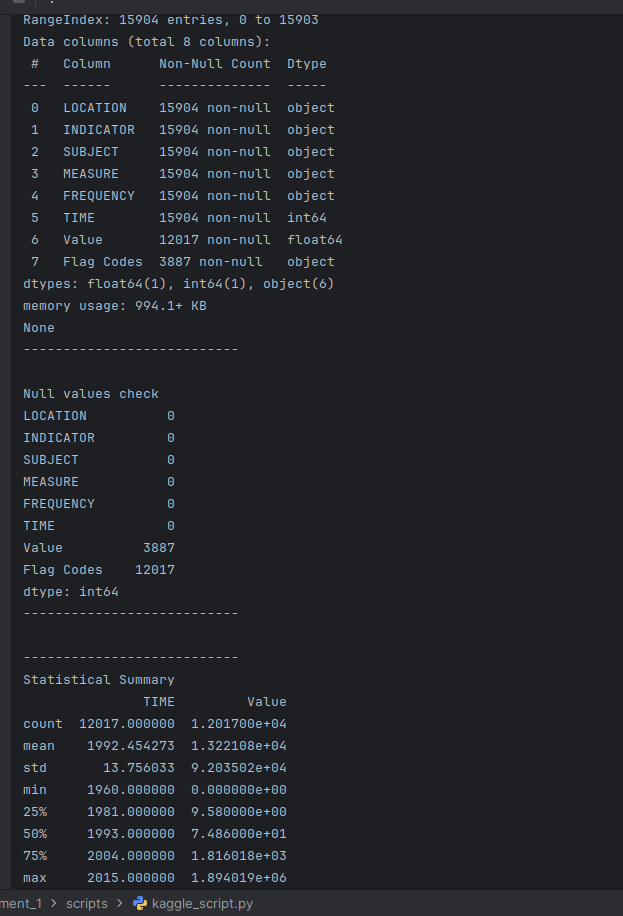 RangeIndex: 15904 entries, 0 to 15903
Data columns (total 8 columns):
 #   Column      Non-Null Count  Dtype
---  ------      --------------  -----
 0   LOCATION    15904 non-null  object
 1   INDICATOR   15904 non-null  object
 2   SUBJECT     15904 non-null  object
 3   MEASURE     15904 non-null  object
 4   FREQUENCY   15904 non-null  object
 5   TIME        15904 non-null  int64
 6   Value       12017 non-null  float64
 7   Flag Codes  3887 non-null   object
dtypes: float64(1), int64(1), object(6)
memory usage: 994.1+ KB
None
---------------------------
Null values check
LOCATION          0
INDICATOR         0
SUBJECT           0
MEASURE           0
FREQUENCY         0
TIME              0
Value          3887
Flag Codes    12017
dtype: int64
---------------------------
---------------------------
Statistical Summary
               TIME         Value
count  12017.000000  1.201700e+04
mean    1992.454273  1.322108e+04
std       13.756033  9.203502e+04
min     1960.000000  0.000000e+00
25%     1981.000000  9.580000e+00
50%     1993.000000  7.486000e+01
75%     2004.000000  1.816018e+03
max     2015.000000  1.894019e+06
ment_1 > scripts > kaggle_script.py